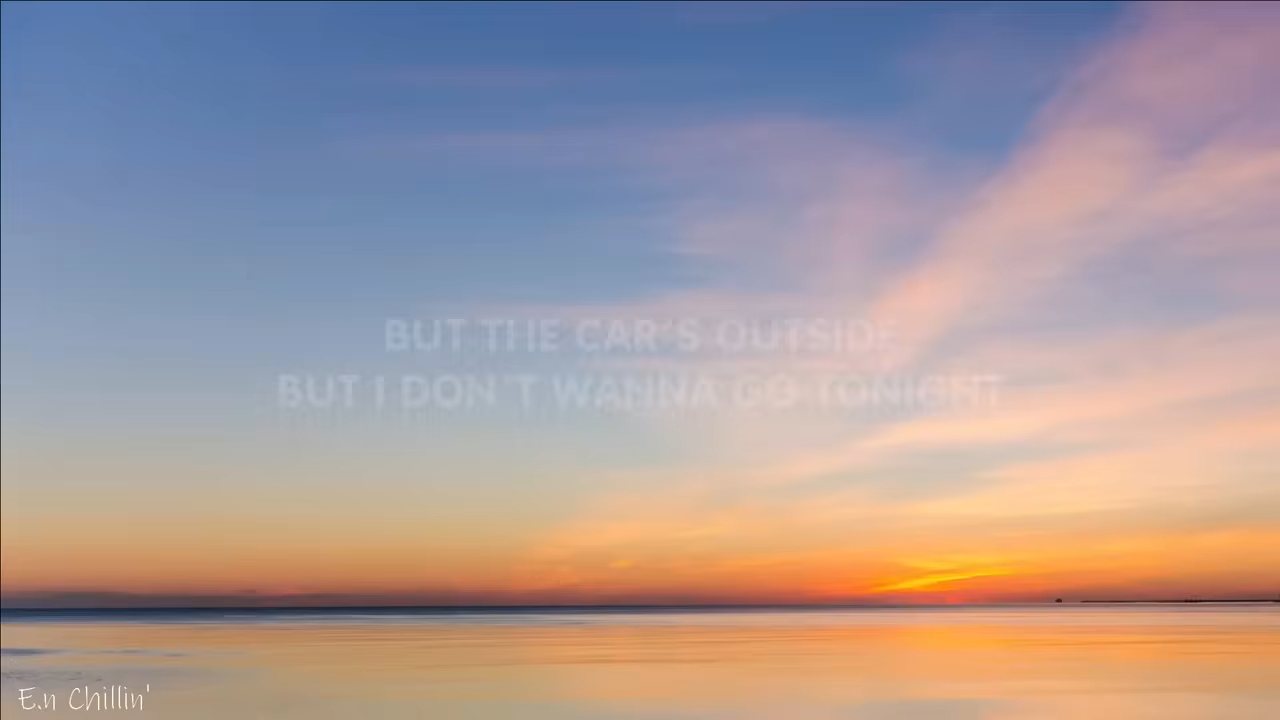 BUT THE CAR'S OUTSIDE
BUT I DON'T WANNA GO TONIGHT
E.n Chillin'